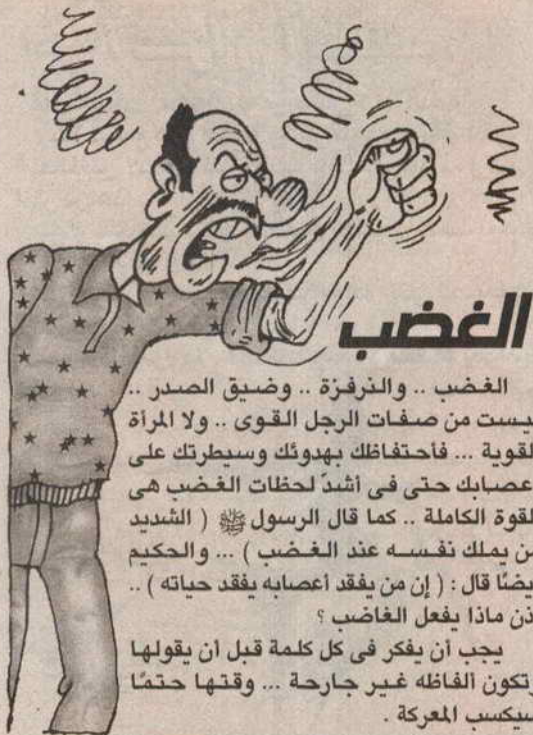 الغضب
الغضب .. والنرفزة .. وضيق الصدر ..
ليست من صفات الرجل القوى .. ولا المرأة
القوية ... فأحتفاظك بهدوئك وسيطرتك على
أعصابك حتى فى أشدّ لحظات الغضب هى
القوة الكاملة .. كما قال الرسول ﷺ ( الشديد
من يملك نفسه عند الغضب ) ... والحكيم
أيضًا قال : ( إن من يفقد أعصابه يفقد حياته ) ..
إذن ماذا يفعل الغاضب ؟
يجب أن يفكر فى كل كلمة قبل أن يقولها
وتكون ألفاظه غير جارحة ... وقتها حتمًا
سيكسب المعركة .